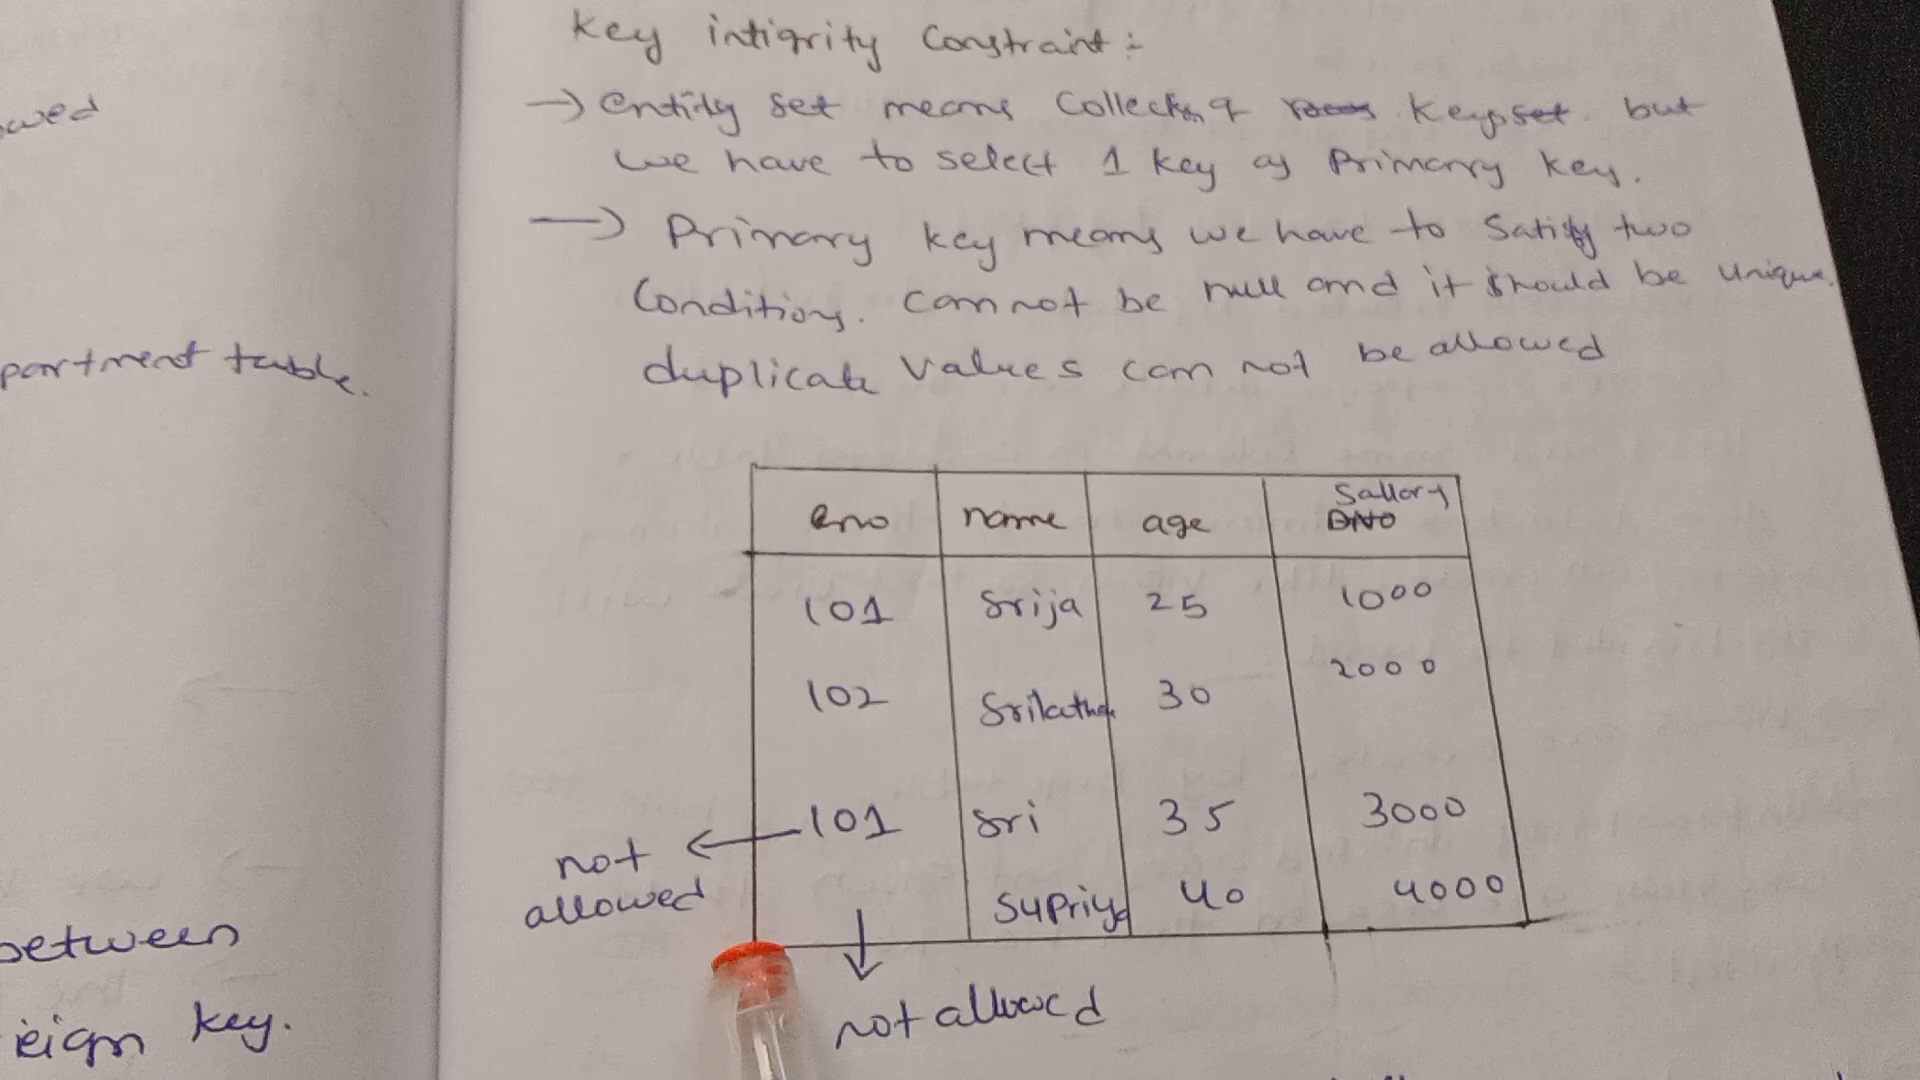 owed
partment table.
between
eign key.
Key intigrity Constraint :
→ entity set means Collection of keys but
we have to select 1 key as Primary key.
→ Primary key means we have to Satisfy two
Conditions. can not be null and it should be unique.
duplicate values can not be allowed
eno name age Sallary
DNO
101 Srija 25 1000
102 Srilatha 30 2000
101 Sri 35 3000
not
allowed
Supriya 40 4000
not allowed